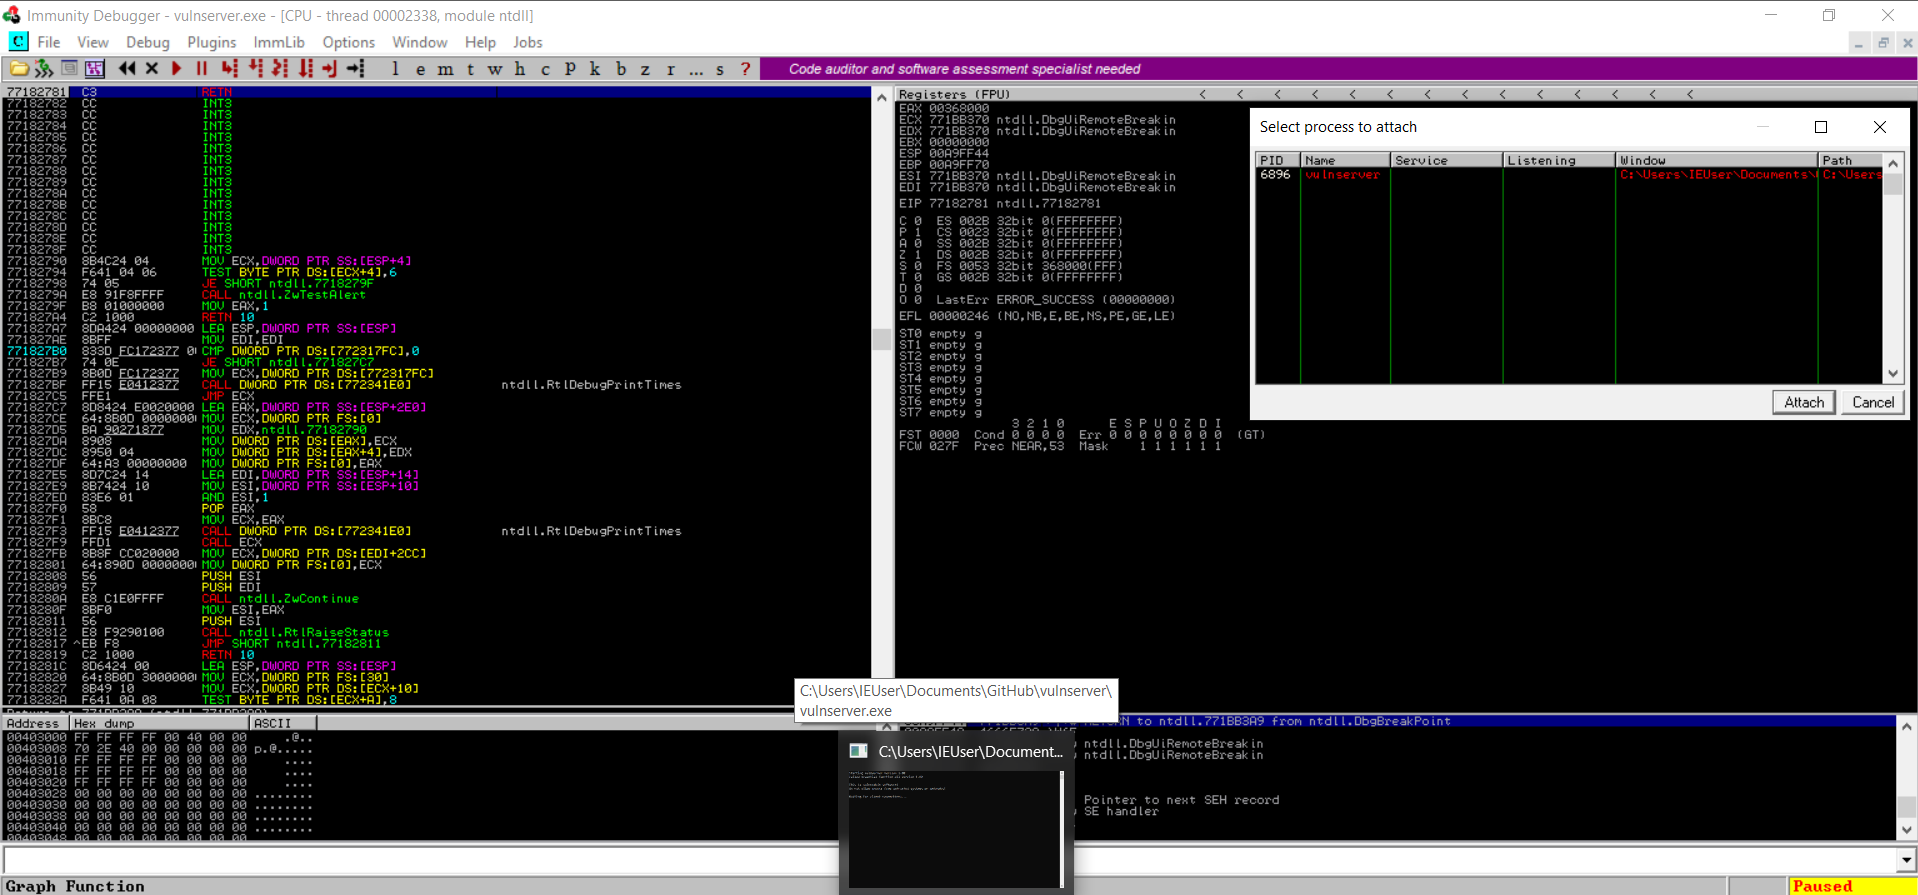 Immunity Debugger - vulnserver.exe - [CPU - thread 00002338, module ntdll]
C File View Debug Plugins ImmLib Options Window Help Jobs
l e m t w h c P k b z r ... s ?
Code auditor and software assessment specialist needed
77182781 C3 RETN
77182782 CC INT3
77182783 CC INT3
77182784 CC INT3
77182785 CC INT3
77182786 CC INT3
77182787 CC INT3
77182788 CC INT3
77182789 CC INT3
7718278A CC INT3
7718278B CC INT3
7718278C CC INT3
7718278D CC INT3
7718278E CC INT3
7718278F CC INT3
77182790 8B4C24 04 MOV ECX,DWORD PTR SS:[ESP+4]
77182794 F641 04 06 TEST BYTE PTR DS:[ECX+4],6
77182798 74 05 JE SHORT ntdll.7718279F
7718279A E8 91F8FFFF CALL ntdll.ZwTestAlert
7718279F B8 01000000 MOV EAX,1
771827A4 C2 1000 RETN 10
771827A7 8DA424 00000000 LEA ESP,DWORD PTR SS:[ESP]
771827AE 8BFF MOV EDI,EDI
771827B0 833D FC172377 00 CMP DWORD PTR DS:[772317FC],0
771827B7 74 0E JE SHORT ntdll.771827C7
771827B9 8B0D FC172377 MOV ECX,DWORD PTR DS:[772317FC]
771827BF FF15 E0412377 CALL DWORD PTR DS:[772341E0] ntdll.RtlDebugPrintTimes
771827C5 FFE1 JMP ECX
771827C7 8D8424 E0020000 LEA EAX,DWORD PTR SS:[ESP+2E0]
771827CE 64:8B0D 0000000 MOV ECX,DWORD PTR FS:[0]
771827D5 BA 90271877 MOV EDX,ntdll.77182790
771827DA 8908 MOV DWORD PTR DS:[EAX],ECX
771827DC 8950 04 MOV DWORD PTR DS:[EAX+4],EDX
771827DF 64:A3 00000000 MOV DWORD PTR FS:[0],EAX
771827E5 8D7C24 14 LEA EDI,DWORD PTR SS:[ESP+14]
771827E9 8B7424 10 MOV ESI,DWORD PTR SS:[ESP+10]
771827ED 83E6 01 AND ESI,1
771827F0 58 POP EAX
771827F1 8BC8 MOV ECX,EAX
771827F3 FF15 E0412377 CALL DWORD PTR DS:[772341E0] ntdll.RtlDebugPrintTimes
771827F9 FFD1 CALL ECX
771827FB 8B8F CC020000 MOV ECX,DWORD PTR DS:[EDI+2CC]
77182801 64:890D 0000000 MOV DWORD PTR FS:[0],ECX
77182808 56 PUSH ESI
77182809 57 PUSH EDI
7718280A E8 C1E0FFFF CALL ntdll.ZwContinue
7718280F 8BF0 MOV ESI,EAX
77182811 56 PUSH ESI
77182812 E8 F9290100 CALL ntdll.RtlRaiseStatus
77182817 ^EB F8 JMP SHORT ntdll.77182811
77182819 C2 1000 RETN 10
7718281C 8D6424 00 LEA ESP,DWORD PTR SS:[ESP]
77182820 64:8B0D 3000000 MOV ECX,DWORD PTR FS:[30]
77182827 8B49 10 MOV ECX,DWORD PTR DS:[ECX+10]
7718282A F641 0A 08 TEST BYTE PTR DS:[ECX+A],8
Registers (FPU) < < < < < < < < < < < < < <
EAX 00368000
ECX 771BB370 ntdll.DbgUiRemoteBreakin
EDX 771BB370 ntdll.DbgUiRemoteBreakin
EBX 00000000
ESP 00A9FF44
EBP 00A9FF70
ESI 771BB370 ntdll.DbgUiRemoteBreakin
EDI 771BB370 ntdll.DbgUiRemoteBreakin
EIP 77182781 ntdll.77182781
C 0 ES 002B 32bit 0(FFFFFFFF)
P 1 CS 0023 32bit 0(FFFFFFFF)
A 0 SS 002B 32bit 0(FFFFFFFF)
Z 1 DS 002B 32bit 0(FFFFFFFF)
S 0 FS 0053 32bit 368000(FFF)
T 0 GS 002B 32bit 0(FFFFFFFF)
D 0
O 0 LastErr ERROR_SUCCESS (00000000)
EFL 00000246 (NO,NB,E,BE,NS,PE,GE,LE)
ST0 empty g
ST1 empty g
ST2 empty g
ST3 empty g
ST4 empty g
ST5 empty g
ST6 empty g
ST7 empty g
3 2 1 0 E S P U O Z D I
FST 0000 Cond 0 0 0 0 Err 0 0 0 0 0 0 0 0 (GT)
FCW 027F Prec NEAR,53 Mask 1 1 1 1 1 1
Select process to attach
PID Name Service Listening Window Path
6896 vulnserver C:\Users\IEUser\Documents\ C:\Users
Attach Cancel
C:\Users\IEUser\Documents\GitHub\vulnserver\
vulnserver.exe
C:\Users\IEUser\Document...
Address Hex dump ASCII
00403000 FF FF FF FF 00 40 00 00 .@..
00403008 70 2E 40 00 00 00 00 00 p.@.....
00403010 FF FF FF FF 00 00 00 00 ....
00403018 FF FF FF FF 00 00 00 00 ....
00403020 FF FF FF FF 00 00 00 00 ....
00403028 00 00 00 00 00 00 00 00 ........
00403030 00 00 00 00 00 00 00 00 ........
00403038 00 00 00 00 00 00 00 00 ........
00403040 00 00 00 00 00 00 00 00 ........
00403048 00 00 00 00 00 00 00 00
RETURN to ntdll.771BB3A9 from ntdll.DbgBreakPoint
ntdll.DbgUiRemoteBreakin
ntdll.DbgUiRemoteBreakin
Pointer to next SEH record
SE handler
Graph Function
Paused